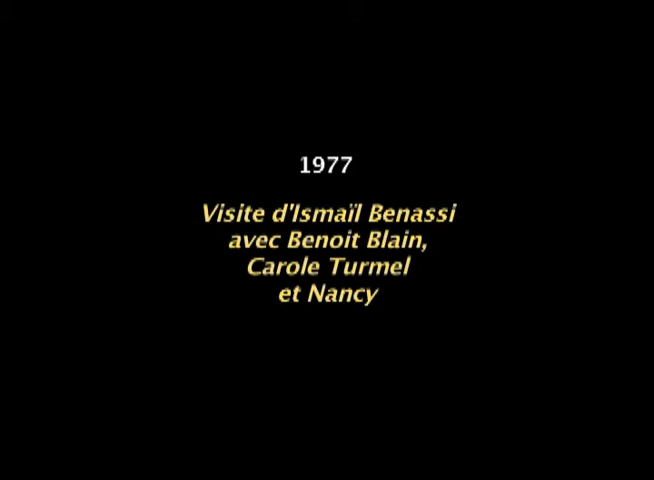 1977
Visite d'Ismaïl Benassi
avec Benoit Blain,
Carole Turmel
et Nancy